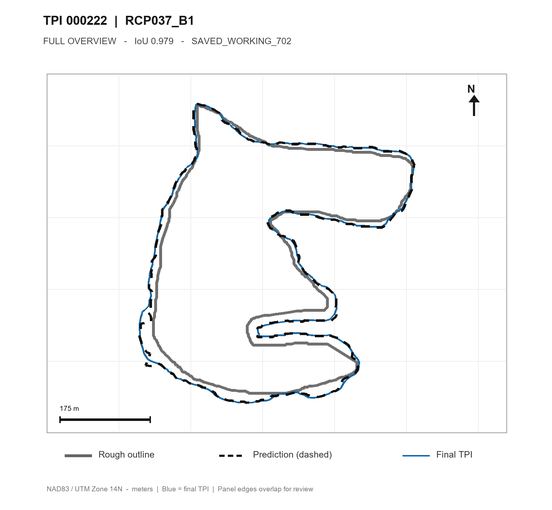 TPI 000222 | RCP037_B1
FULL OVERVIEW - IoU 0.979 - SAVED_WORKING_702
N
175 m
Rough outline
Prediction (dashed)
Final TPI
NAD83 / UTM Zone 14N - meters | Blue = final TPI | Panel edges overlap for review